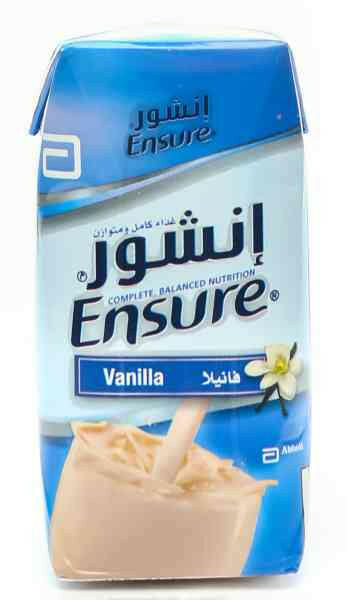 إنشور
Ensure®
غذاء كامل ومتوازن
إنشور
COMPLETE, BALANCED NUTRITION
Ensure®
Vanilla فانيلا
Abbott